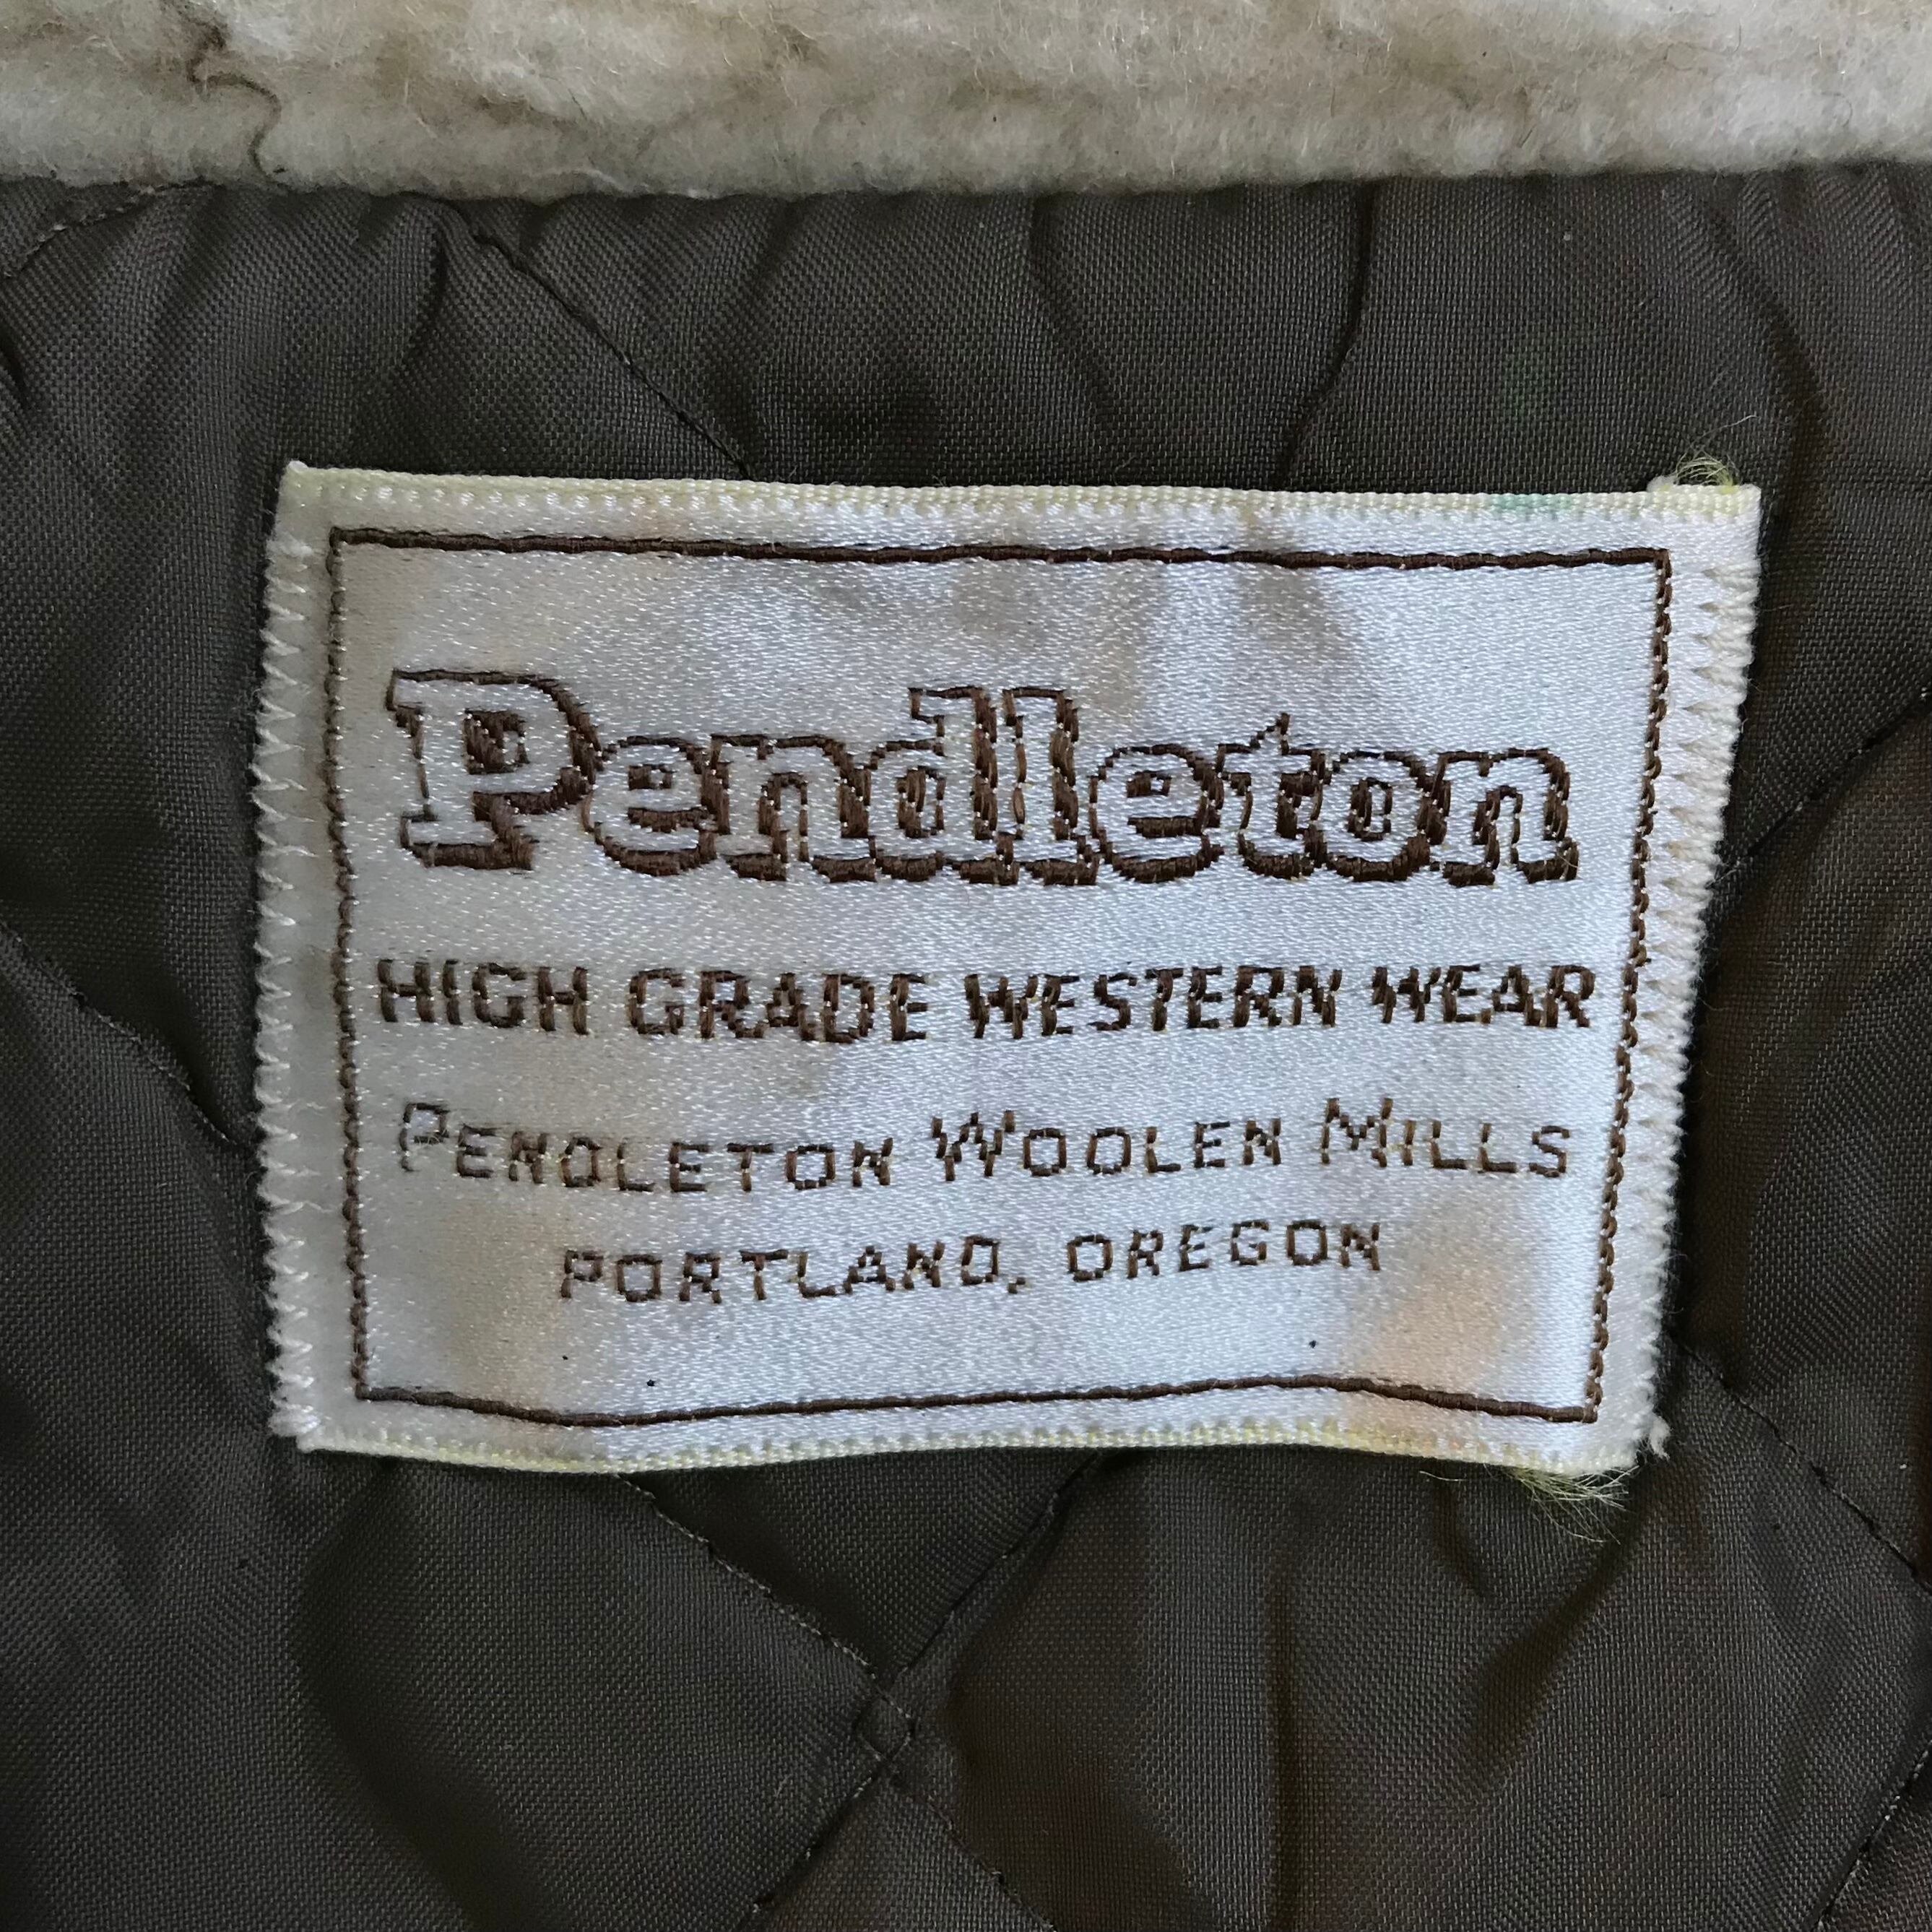 Pendleton
HIGH GRADE WESTERN WEAR
PENDLETON WOOLEN MILLS
PORTLAND, OREGON